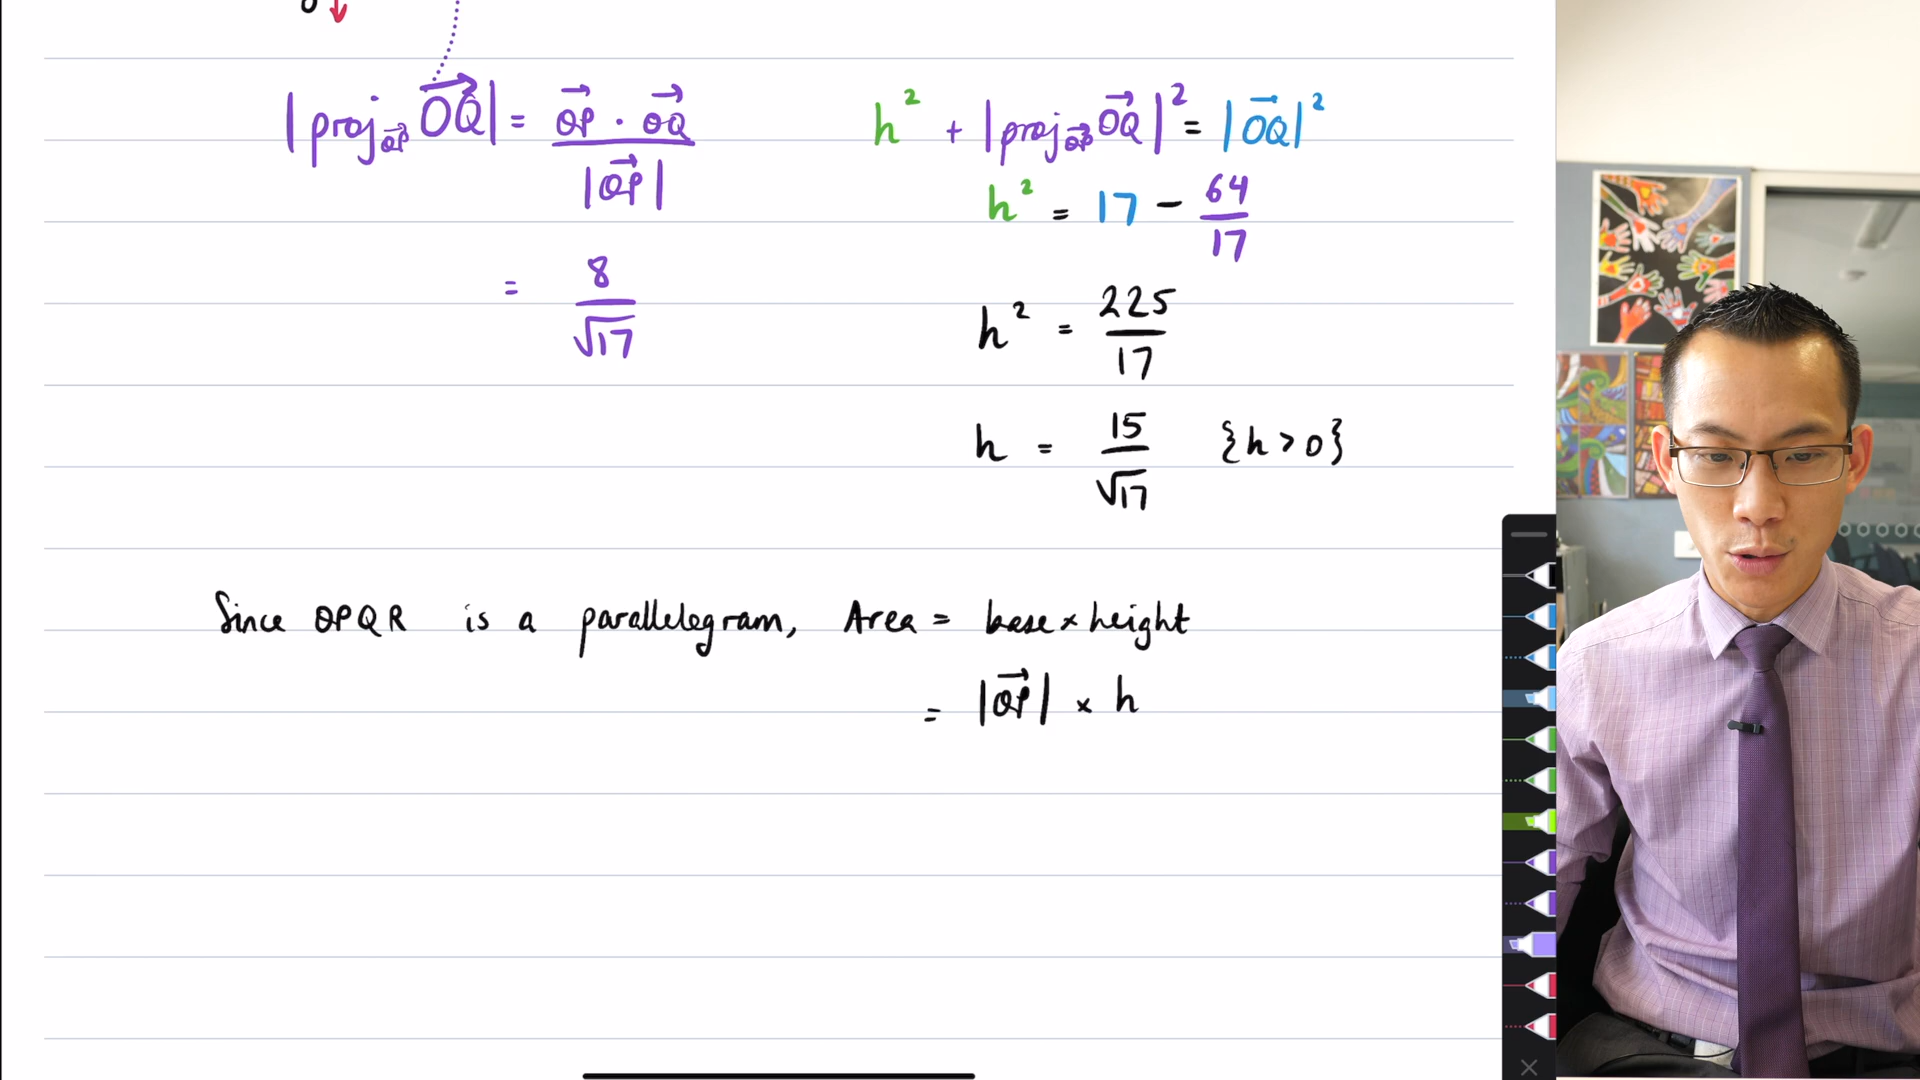 |proj_OP⃗ OQ⃗| = OP⃗ · OQ⃗ / |OP⃗|
= 8 / √17
h² + |proj_OP⃗ OQ⃗|² = |OQ⃗|²
h² = 17 − 64/17
h² = 225/17
h = 15/√17 {h > 0}
Since OPQR is a parallelegram, Area = base × height
= |OP⃗| × h